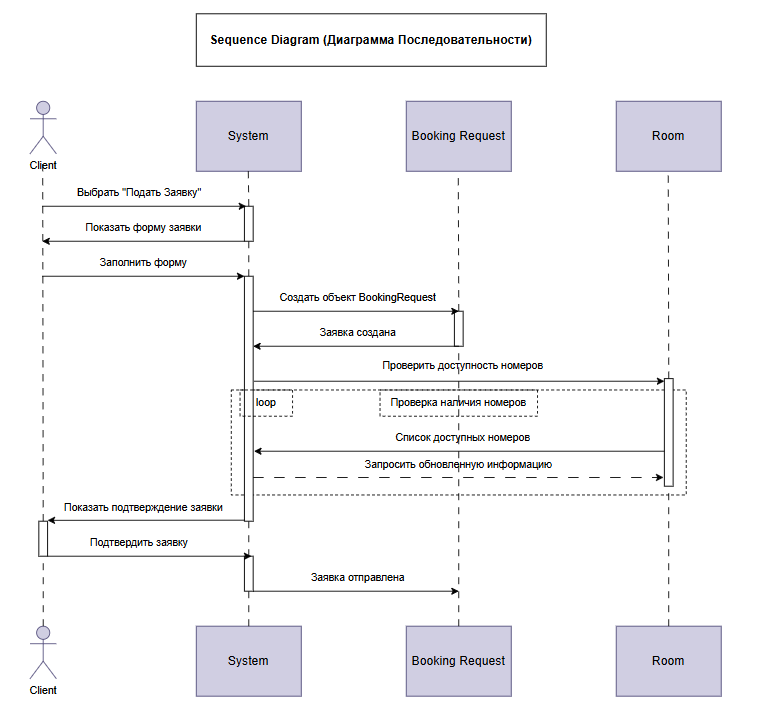 Sequence Diagram (Диаграмма Последовательности)
Client
System
Booking Request
Room
Выбрать "Подать Заявку"
Показать форму заявки
Заполнить форму
Создать объект BookingRequest
Заявка создана
Проверить доступность номеров
loop
Проверка наличия номеров
Список доступных номеров
Запросить обновленную информацию
Показать подтверждение заявки
Подтвердить заявку
Заявка отправлена
Client
System
Booking Request
Room